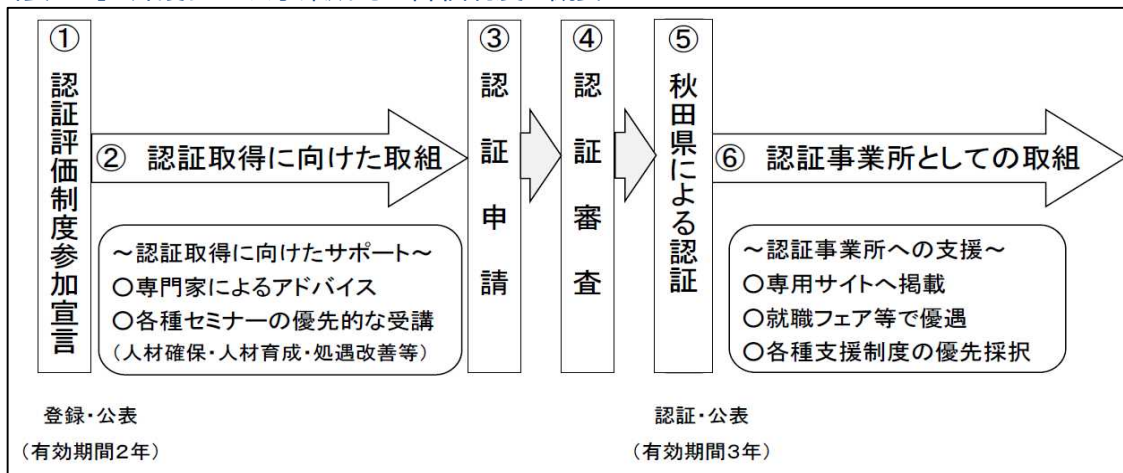 ① 認証評価制度参加宣言
② 認証取得に向けた取組
~認証取得に向けたサポート~
○専門家によるアドバイス
○各種セミナーの優先的な受講
(人材確保・人材育成・処遇改善等)
③ 認証申請
④ 認証審査
⑤ 秋田県による認証
⑥ 認証事業所としての取組
~認証事業所への支援~
○専用サイトへ掲載
○就職フェア等で優遇
○各種支援制度の優先採択
登録・公表
(有効期間2年)
認証・公表
(有効期間3年)